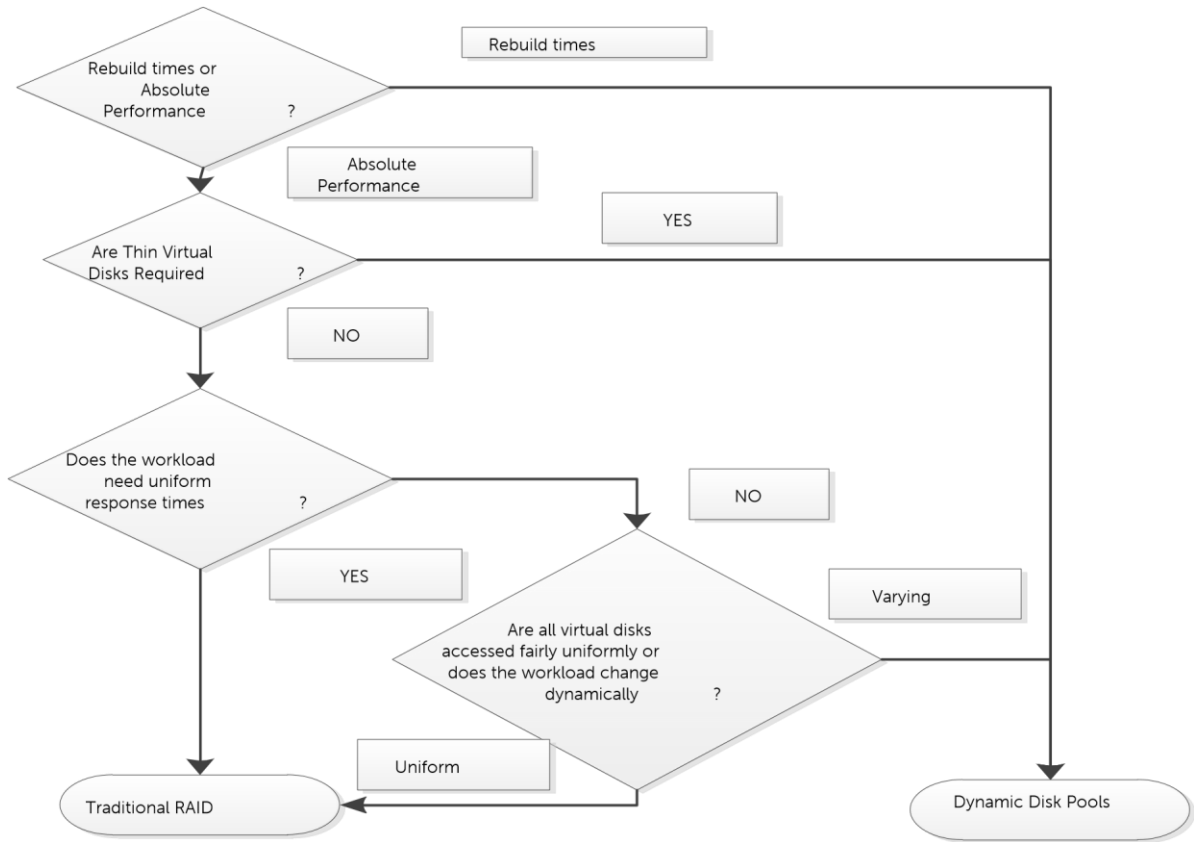 Rebuild times or
Absolute
Performance ?
Rebuild times
Absolute
Performance
Are Thin Virtual
Disks Required ?
YES
NO
Does the workload
need uniform
response times ?
NO
YES
Are all virtual disks
accessed fairly uniformly or
does the workload change
dynamically ?
Varying
Uniform
Traditional RAID
Dynamic Disk Pools